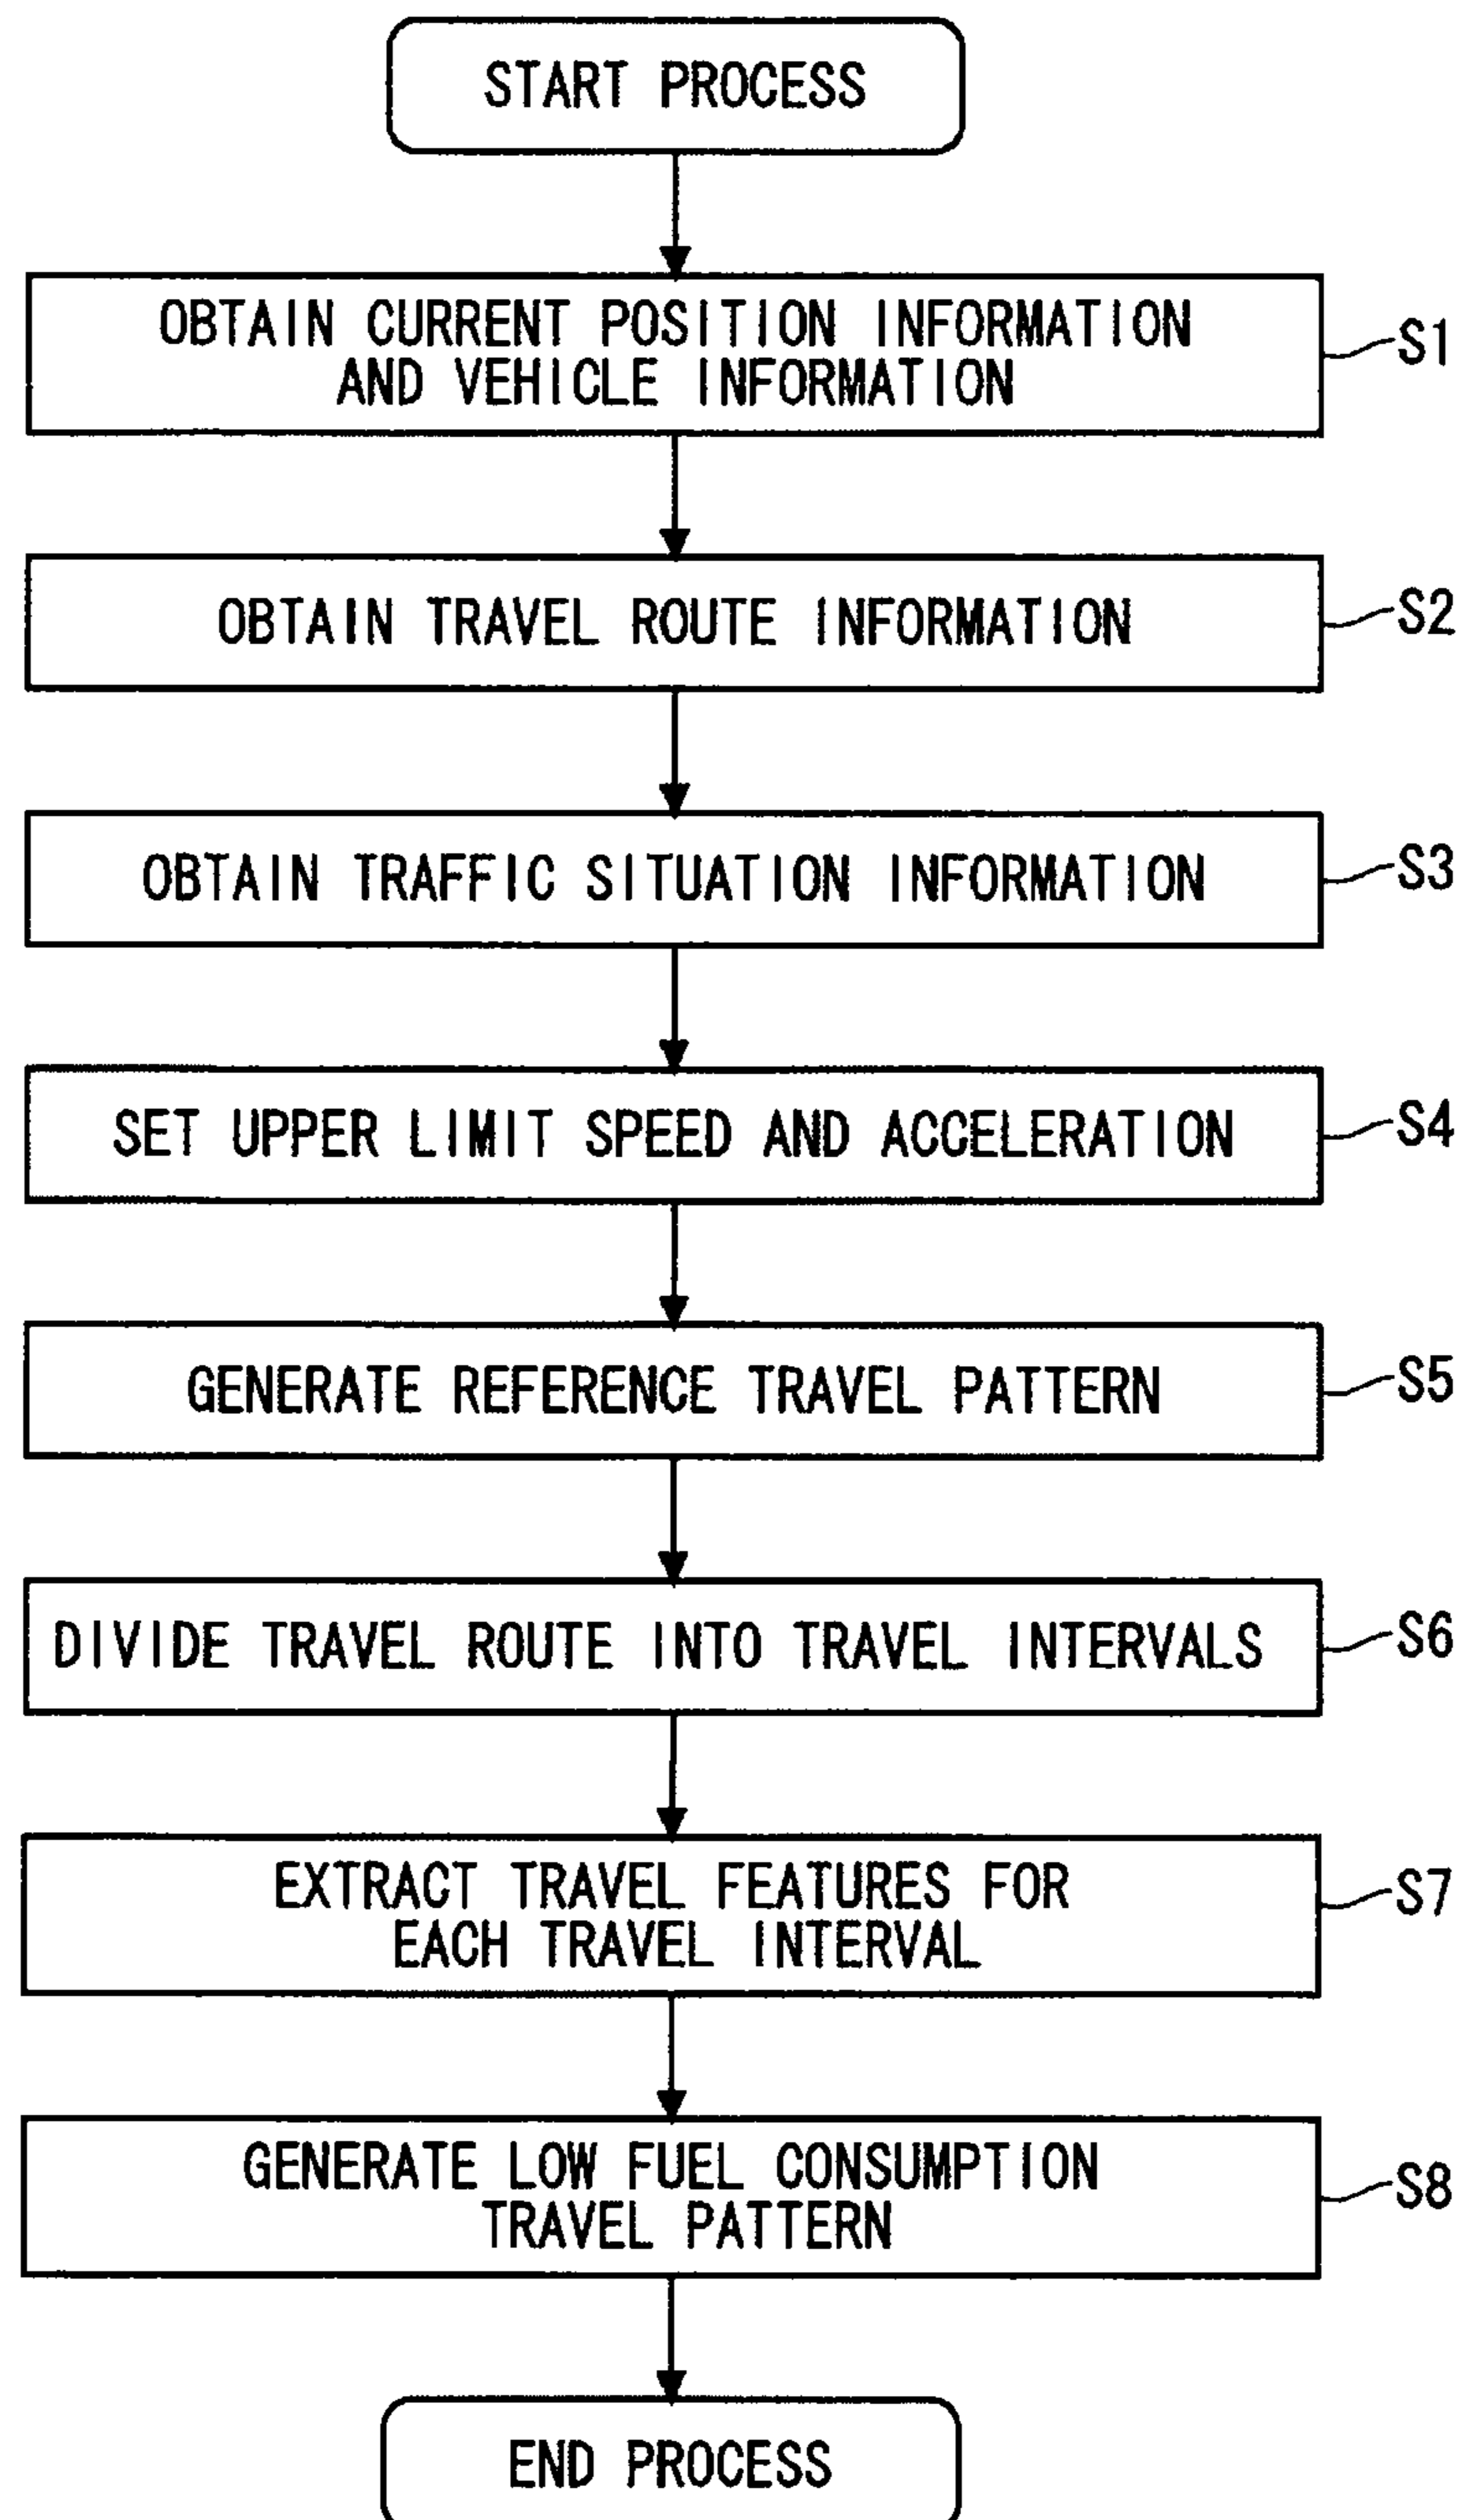 START PROCESS
OBTAIN CURRENT POSITION INFORMATION
AND VEHICLE INFORMATION
S1
OBTAIN TRAVEL ROUTE INFORMATION
S2
OBTAIN TRAFFIC SITUATION INFORMATION
S3
SET UPPER LIMIT SPEED AND ACCELERATION
S4
GENERATE REFERENCE TRAVEL PATTERN
S5
DIVIDE TRAVEL ROUTE INTO TRAVEL INTERVALS
S6
EXTRACT TRAVEL FEATURES FOR
EACH TRAVEL INTERVAL
S7
GENERATE LOW FUEL CONSUMPTION
TRAVEL PATTERN
S8
END PROCESS